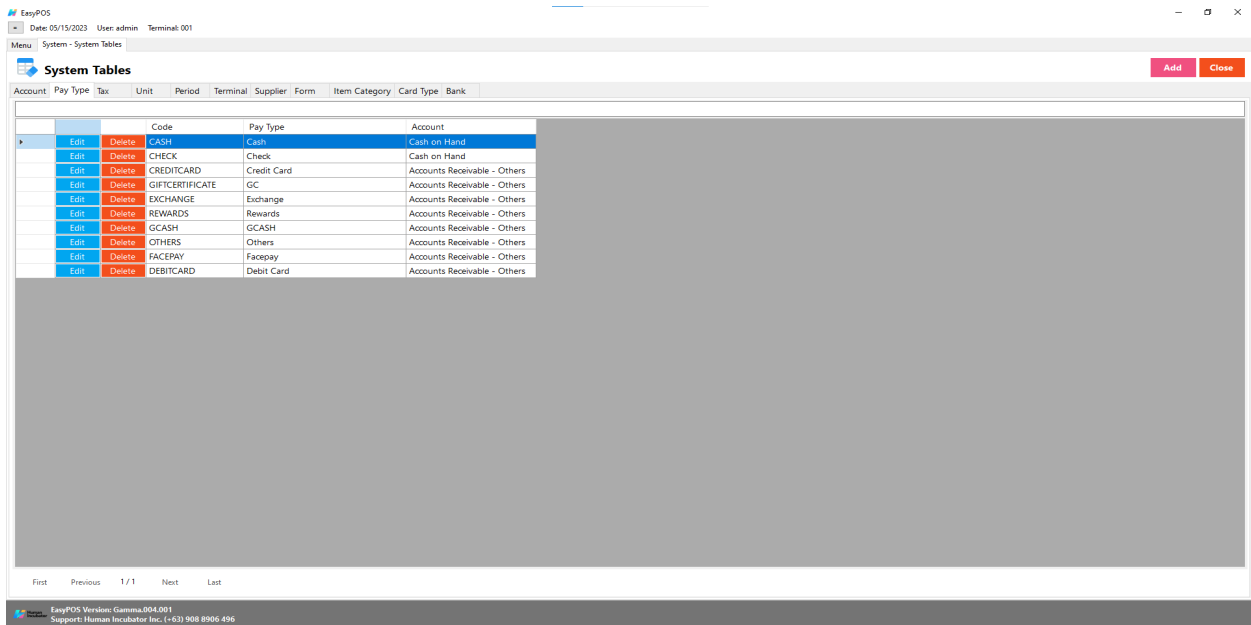 EasyPOS
Date: 05/15/2023 User: admin Terminal: 001
Menu System - System Tables
System Tables
Add Close
Account Pay Type Tax Unit Period Terminal Supplier Form Item Category Card Type Bank
Code Pay Type Account
Edit Delete CASH Cash Cash on Hand
Edit Delete CHECK Check Cash on Hand
Edit Delete CREDITCARD Credit Card Accounts Receivable - Others
Edit Delete GIFTCERTIFICATE GC Accounts Receivable - Others
Edit Delete EXCHANGE Exchange Accounts Receivable - Others
Edit Delete REWARDS Rewards Accounts Receivable - Others
Edit Delete GCASH GCASH Accounts Receivable - Others
Edit Delete OTHERS Others Accounts Receivable - Others
Edit Delete FACEPAY Facepay Accounts Receivable - Others
Edit Delete DEBITCARD Debit Card Accounts Receivable - Others
First Previous 1 / 1 Next Last
Human Incubator
EasyPOS Version: Gamma.004.001
Support: Human Incubator Inc. (+63) 908 8906 496